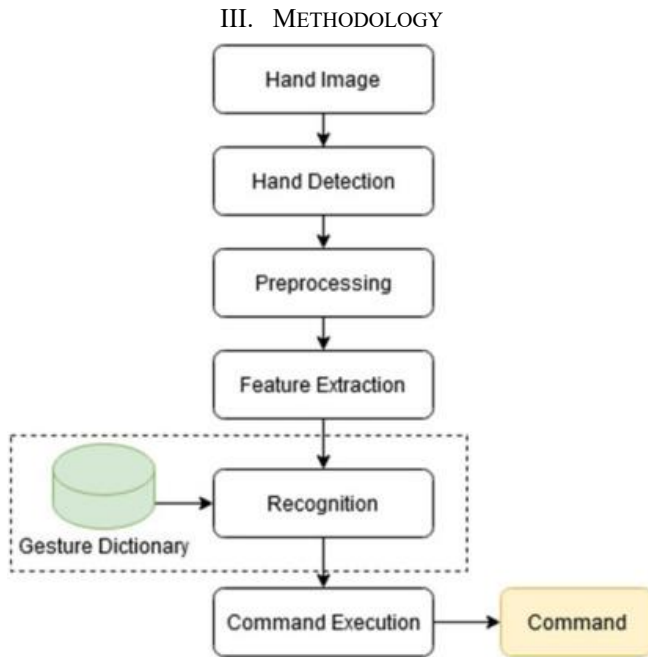 III. METHODOLOGY
Hand Image
Hand Detection
Preprocessing
Feature Extraction
Recognition
Gesture Dictionary
Command Execution
Command